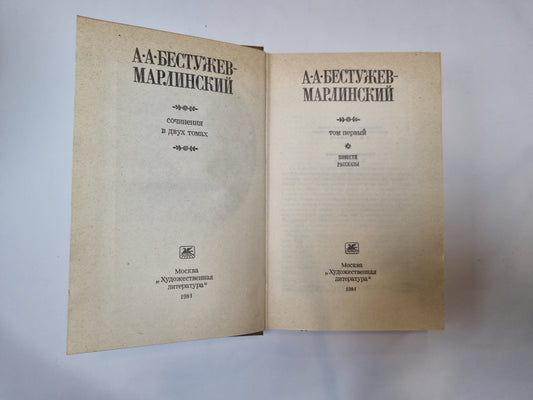 А·А·БЕСТУЖЕВ-
МАРЛИНСКИЙ
сочинения
в двух томах
Москва
„Художественная
литература“
1981
А·А·БЕСТУЖЕВ-
МАРЛИНСКИЙ
том первый
ПОВЕСТИ
РАССКАЗЫ
Москва
„Художественная
литература“
1981